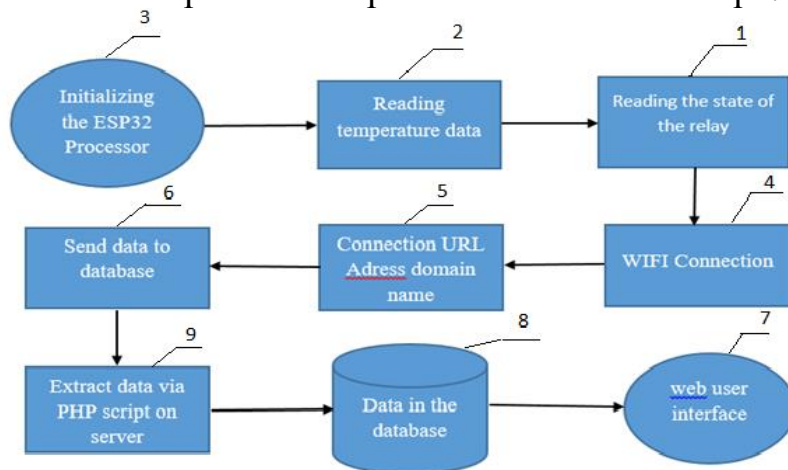 3
Initializing
the ESP32
Processor
2
Reading
temperature data
1
Reading the state of
the relay
6
Send data to
database
5
Connection URL
Adress domain
name
4
WIFI Connection
9
Extract data via
PHP script on
server
8
Data in the
database
7
web user
interface